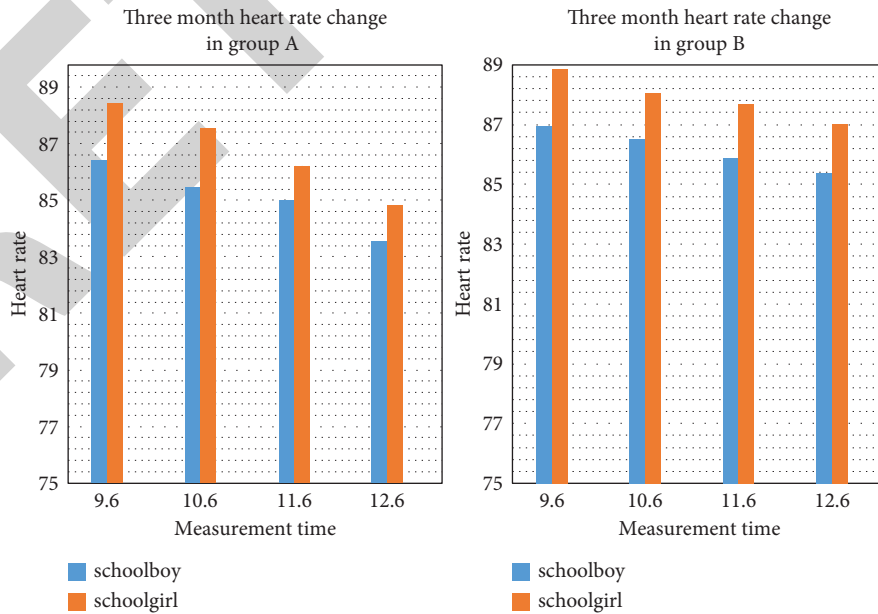 Three month heart rate change
in group A
Heart rate
89
87
85
83
81
79
77
75
9.6 10.6 11.6 12.6
Measurement time
schoolboy
schoolgirl
Three month heart rate change
in group B
Heart rate
89
87
85
83
81
79
77
75
9.6 10.6 11.6 12.6
Measurement time
schoolboy
schoolgirl